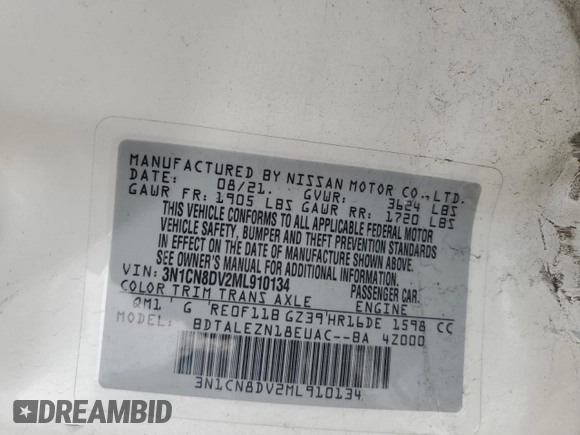 MANUFACTURED BY NISSAN MOTOR CO.,LTD.
DATE: 08/21. GVWR: 3624 LBS
GAWR FR: 1905 LBS GAWR RR: 1720 LBS
THIS VEHICLE CONFORMS TO ALL APPLICABLE FEDERAL MOTOR
VEHICLE SAFETY, BUMPER AND THEFT PREVENTION STANDARDS
IN EFFECT ON THE DATE OF MANUFACTURE SHOWN ABOVE.
SEE OWNER'S MANUAL FOR ADDITIONAL INFORMATION.
VIN: 3N1CN8DV2ML910134 PASSENGER CAR.
COLOR TRIM TRANS AXLE ENGINE
QM1' G RE0F11B GZ39'HR16DE 1598 CC
MODEL: BDTALEZN18EUAC--BA 42000
3N1CN8DV2ML910134
DREAMBID.COM